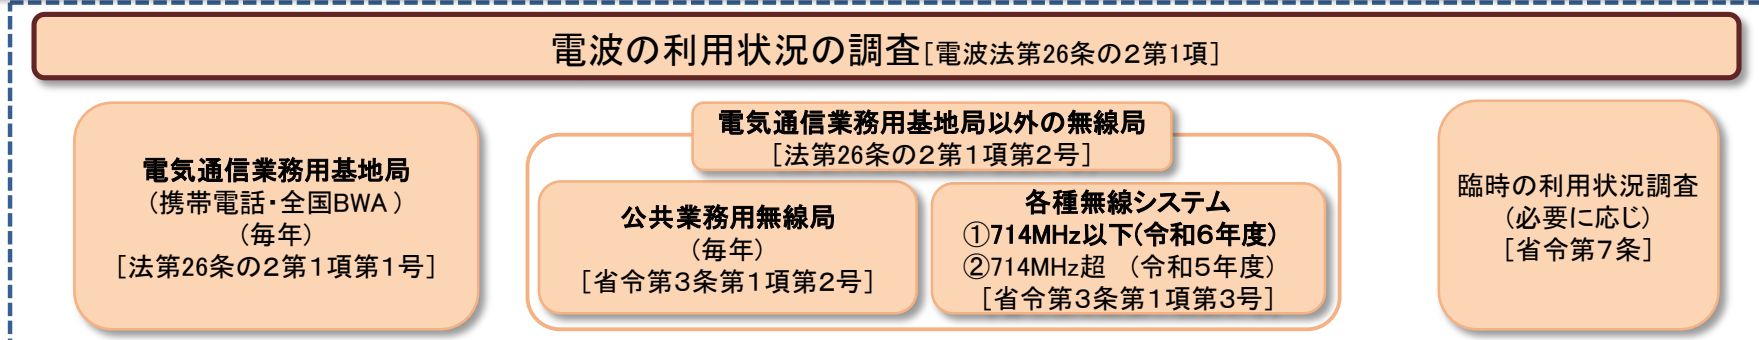 電波の利用状況の調査[電波法第26条の2第1項]
電気通信業務用基地局
(携帯電話・全国BWA)
(毎年)
[法第26条の2第1項第1号]
電気通信業務用基地局以外の無線局
[法第26条の2第1項第2号]
公共業務用無線局
(毎年)
[省令第3条第1項第2号]
各種無線システム
①714MHz以下(令和6年度)
②714MHz超 (令和5年度)
[省令第3条第1項第3号]
臨時の利用状況調査
(必要に応じ)
[省令第7条]